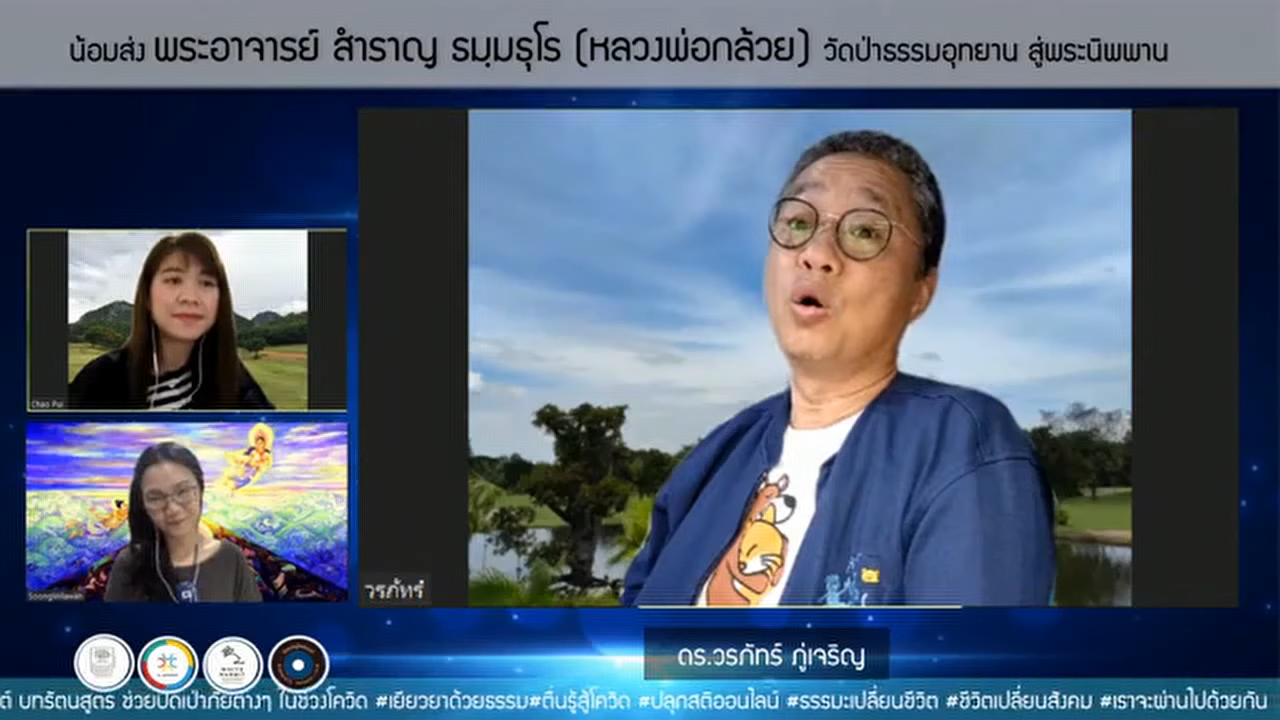 น้อมส่ง พระอาจารย์ สำราญ ธมฺมธุโร (หลวงพ่อกล้วย) วัดป่าธรรมอุทยาน สู่พระนิพพาน
Chao Pui
SoongWilawan
วรภัทร์
ดร.วรภัทร์ ภู่เจริญ
WHITE RABBIT
ต์ บทรัตนสูตร ช่วยปัดเป่าภัยต่างๆ ในช่วงโควิด #เยียวยาด้วยธรรม#ตื่นรู้สู้โควิด #ปลุกสติออนไลน์ #ธรรมะเปลี่ยนชีวิต #ชีวิตเปลี่ยนสังคม #เราจะผ่านไปด้วยกัน